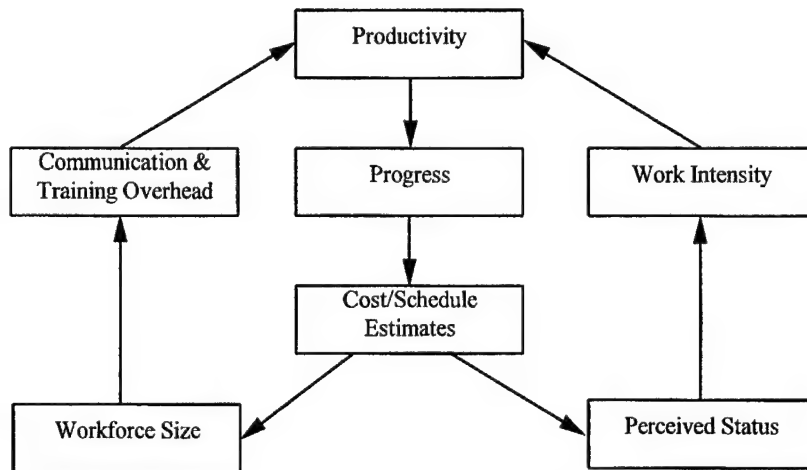 Productivity
Communication &
Training Overhead
Progress
Work Intensity
Cost/Schedule
Estimates
Workforce Size
Perceived Status